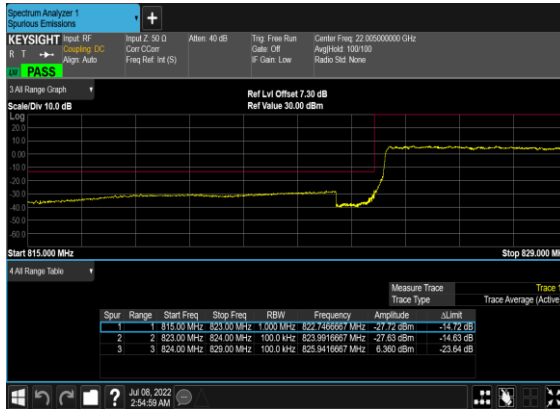 Spectrum Analyzer 1
Spurious Emissions
+
KEYSIGHT Input: RF Input Z: 50 Ω Atten: 40 dB Trig: Free Run Center Freq: 22.005000000 GHz
R T Coupling: DC Corr CCorr Gate: Off Avg|Hold: 100/100
Align: Auto Freq Ref: Int (S) IF Gain: Low Radio Std: None
PASS
3 All Range Graph
Ref Lvl Offset 7.30 dB
Scale/Div 10.0 dB Ref Value 30.00 dBm
Log
20.0
10.0
0.00
-10.0
-20.0
-30.0
-40.0
-50.0
-60.0
Start 815.000 MHz Stop 829.000 MH
4 All Range Table
Measure Trace Trace 1
Trace Type Trace Average (Active
Spur Range Start Freq Stop Freq RBW Frequency Amplitude ΔLimit
1 1 815.00 MHz 823.00 MHz 1.000 MHz 822.7466667 MHz -27.72 dBm -14.72 dB
2 2 823.00 MHz 824.00 MHz 100.0 kHz 823.9916667 MHz -27.63 dBm -14.63 dB
3 3 824.00 MHz 829.00 MHz 100.0 kHz 825.9416667 MHz 6.360 dBm -23.64 dB
?
Jul 08, 2022
2:54:59 AM